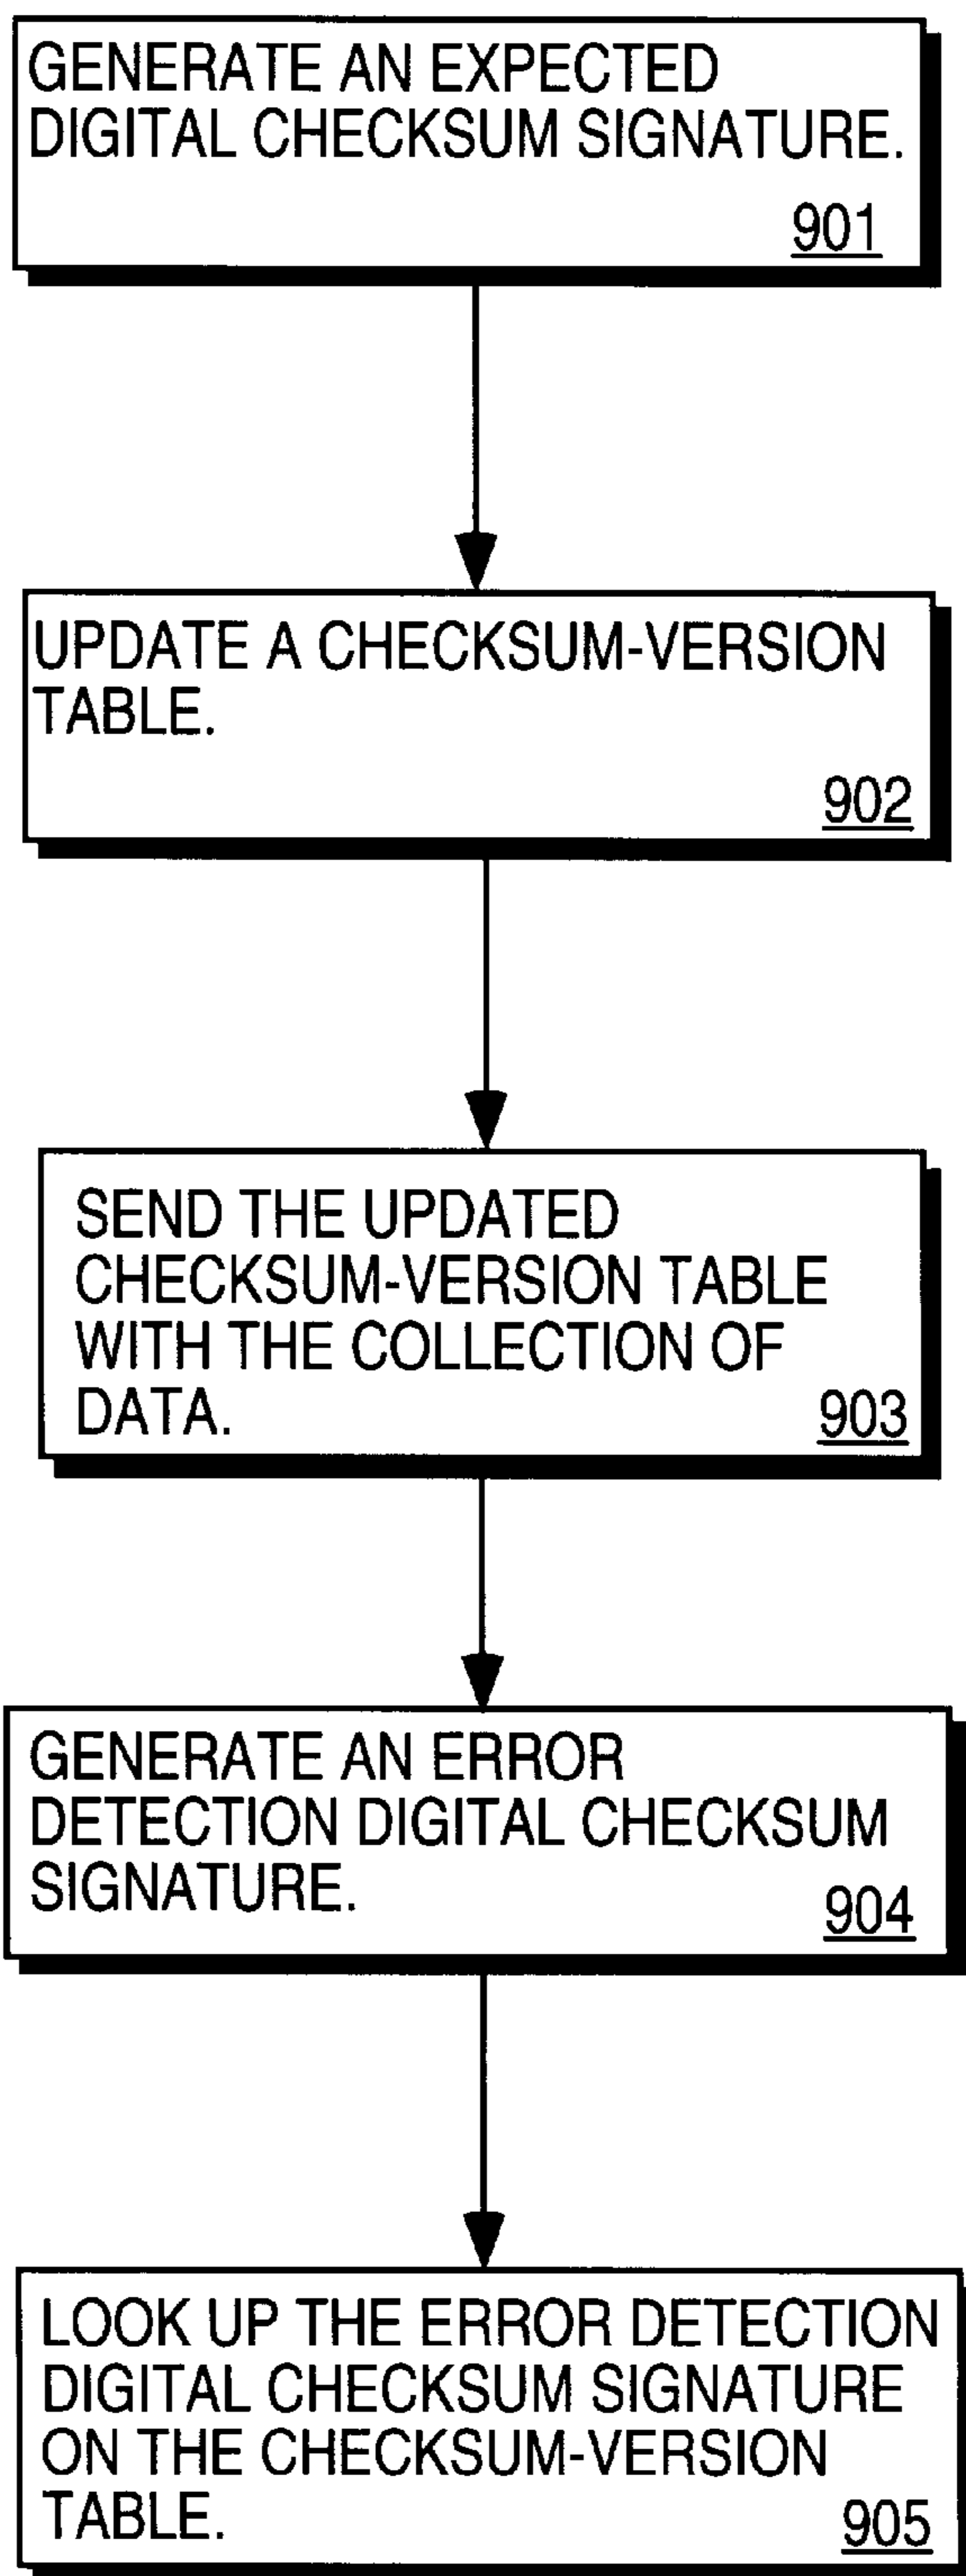 GENERATE AN EXPECTED
DIGITAL CHECKSUM SIGNATURE.
901
UPDATE A CHECKSUM-VERSION
TABLE.
902
SEND THE UPDATED
CHECKSUM-VERSION TABLE
WITH THE COLLECTION OF
DATA.
903
GENERATE AN ERROR
DETECTION DIGITAL CHECKSUM
SIGNATURE.
904
LOOK UP THE ERROR DETECTION
DIGITAL CHECKSUM SIGNATURE
ON THE CHECKSUM-VERSION
TABLE.
905